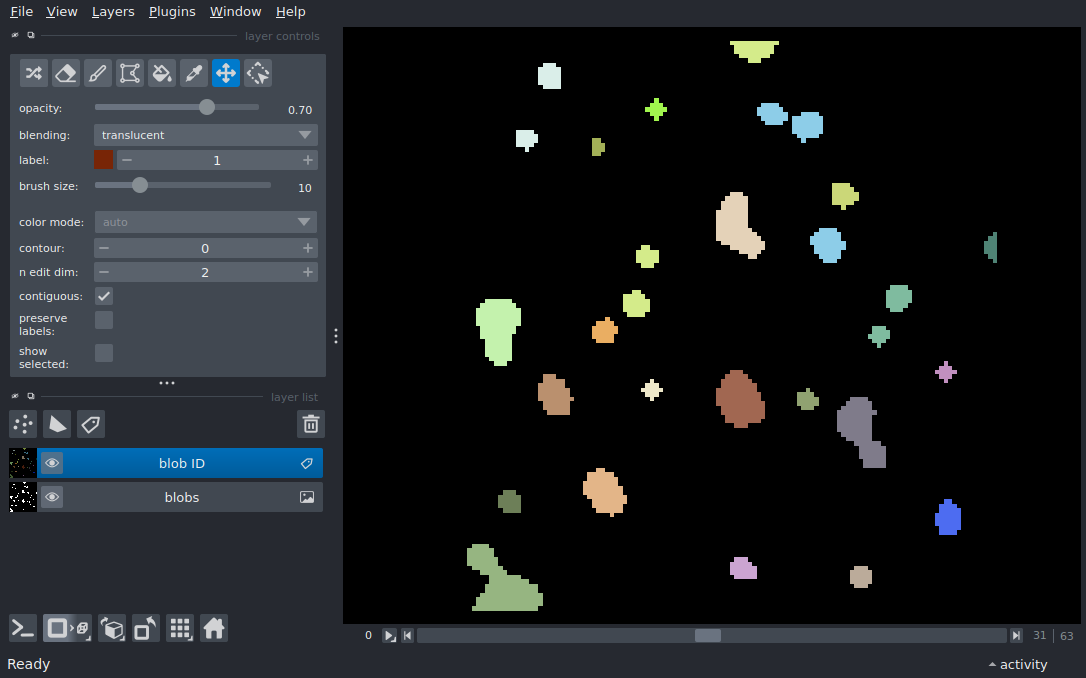 File View Layers Plugins Window Help
layer controls
opacity: 0.70
blending: translucent
label: 1
brush size: 10
color mode: auto
contour: 0
n edit dim: 2
contiguous:
preserve
labels:
show
selected:
layer list
blob ID
blobs
0 31 | 63
Ready
activity